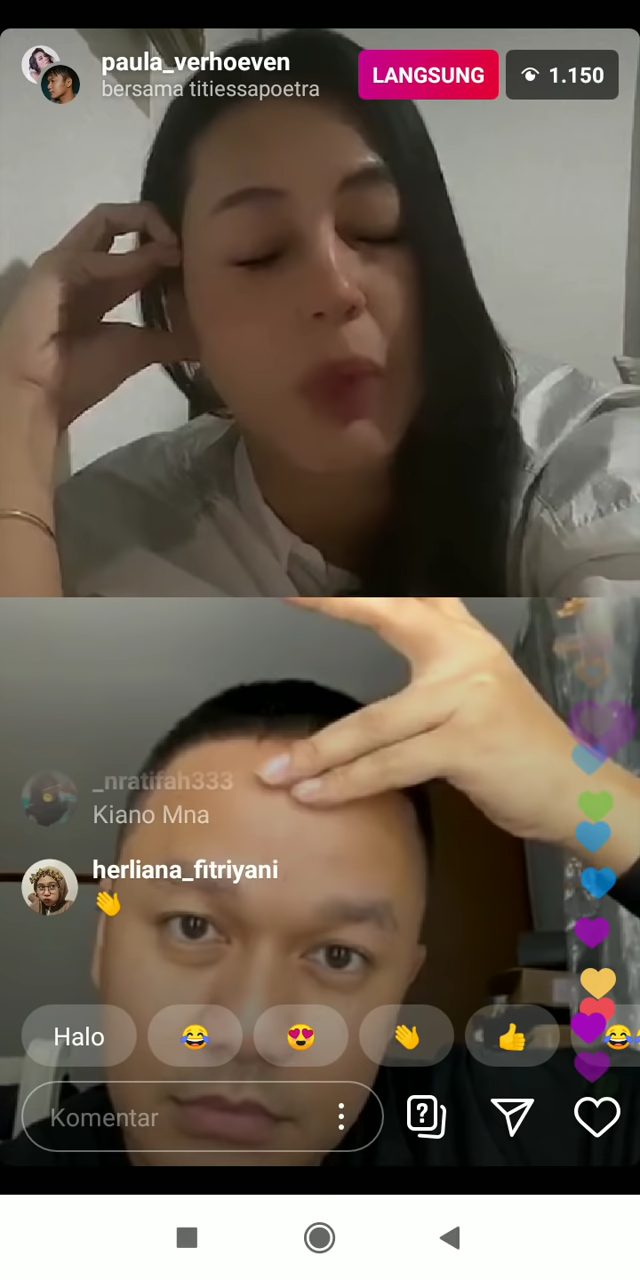 paula_verhoeven
bersama titiessapoetra
LANGSUNG
1.150
_nratifah333
Kiano Mna
herliana_fitriyani
👋
Halo 😂 😍 👋 👍 😂
Komentar